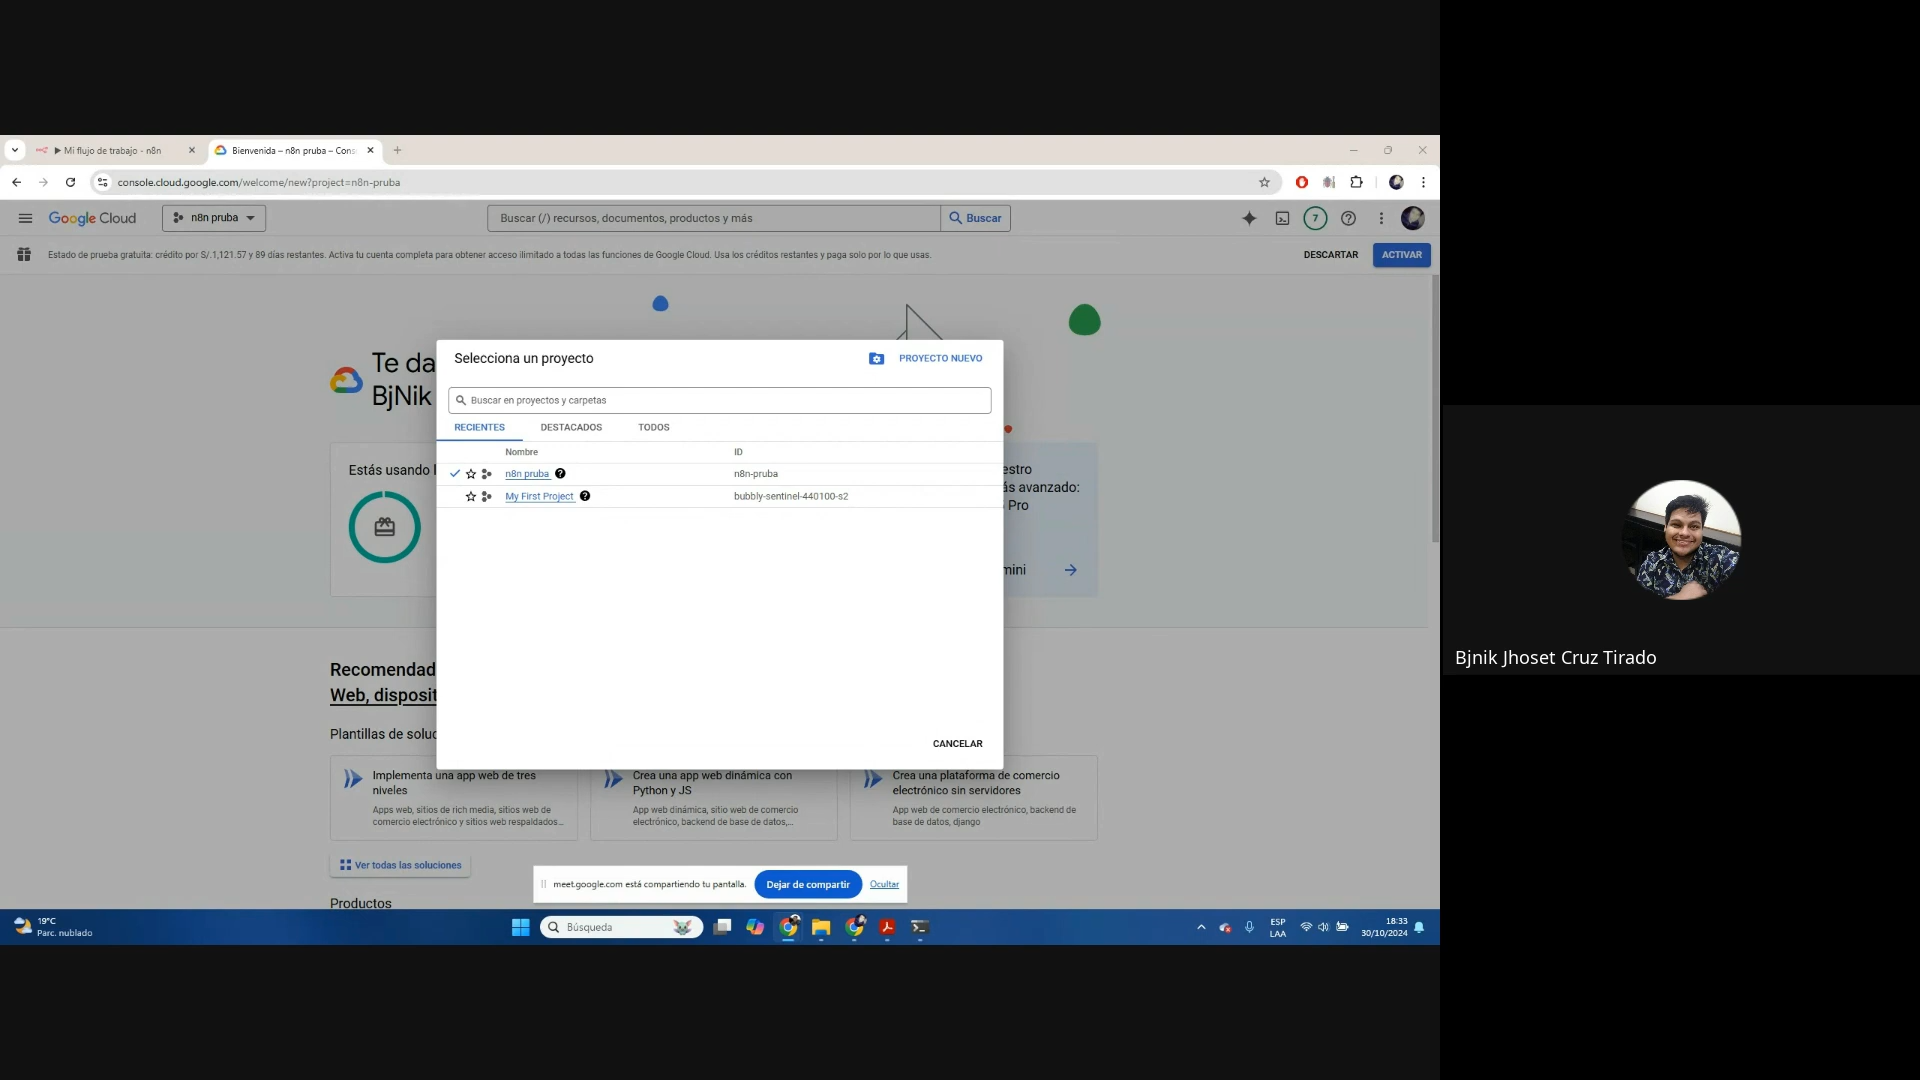 Mi flujo de trabajo - n8n
Bienvenida – n8n pruba – Cons
console.cloud.google.com/welcome/new?project=n8n-pruba
Google Cloud
n8n pruba
Buscar (/) recursos, documentos, productos y más
Buscar
7
Estado de prueba gratuita: crédito por S/.1,121.57 y 89 días restantes. Activa tu cuenta completa para obtener acceso ilimitado a todas las funciones de Google Cloud. Usa los créditos restantes y paga solo por lo que usas.
DESCARTAR
ACTIVAR
Te da
BjNik
Estás usando
estro
ás avanzado:
Pro
mini
Selecciona un proyecto
PROYECTO NUEVO
Buscar en proyectos y carpetas
RECIENTES
DESTACADOS
TODOS
Nombre
ID
n8n pruba
n8n-pruba
My First Project
bubbly-sentinel-440100-s2
CANCELAR
Recomendad
Web, disposit
Plantillas de soluc
Implementa una app web de tres
niveles
Apps web, sitios de rich media, sitios web de
comercio electrónico y sitios web respaldados...
Crea una app web dinámica con
Python y JS
App web dinámica, sitio web de comercio
electrónico, backend de base de datos,...
Crea una plataforma de comercio
electrónico sin servidores
App web de comercio electrónico, backend de
base de datos, django
Ver todas las soluciones
Productos
meet.google.com está compartiendo tu pantalla.
Dejar de compartir
Ocultar
19°C
Parc. nublado
Búsqueda
ESP
LAA
18:33
30/10/2024
Bjnik Jhoset Cruz Tirado